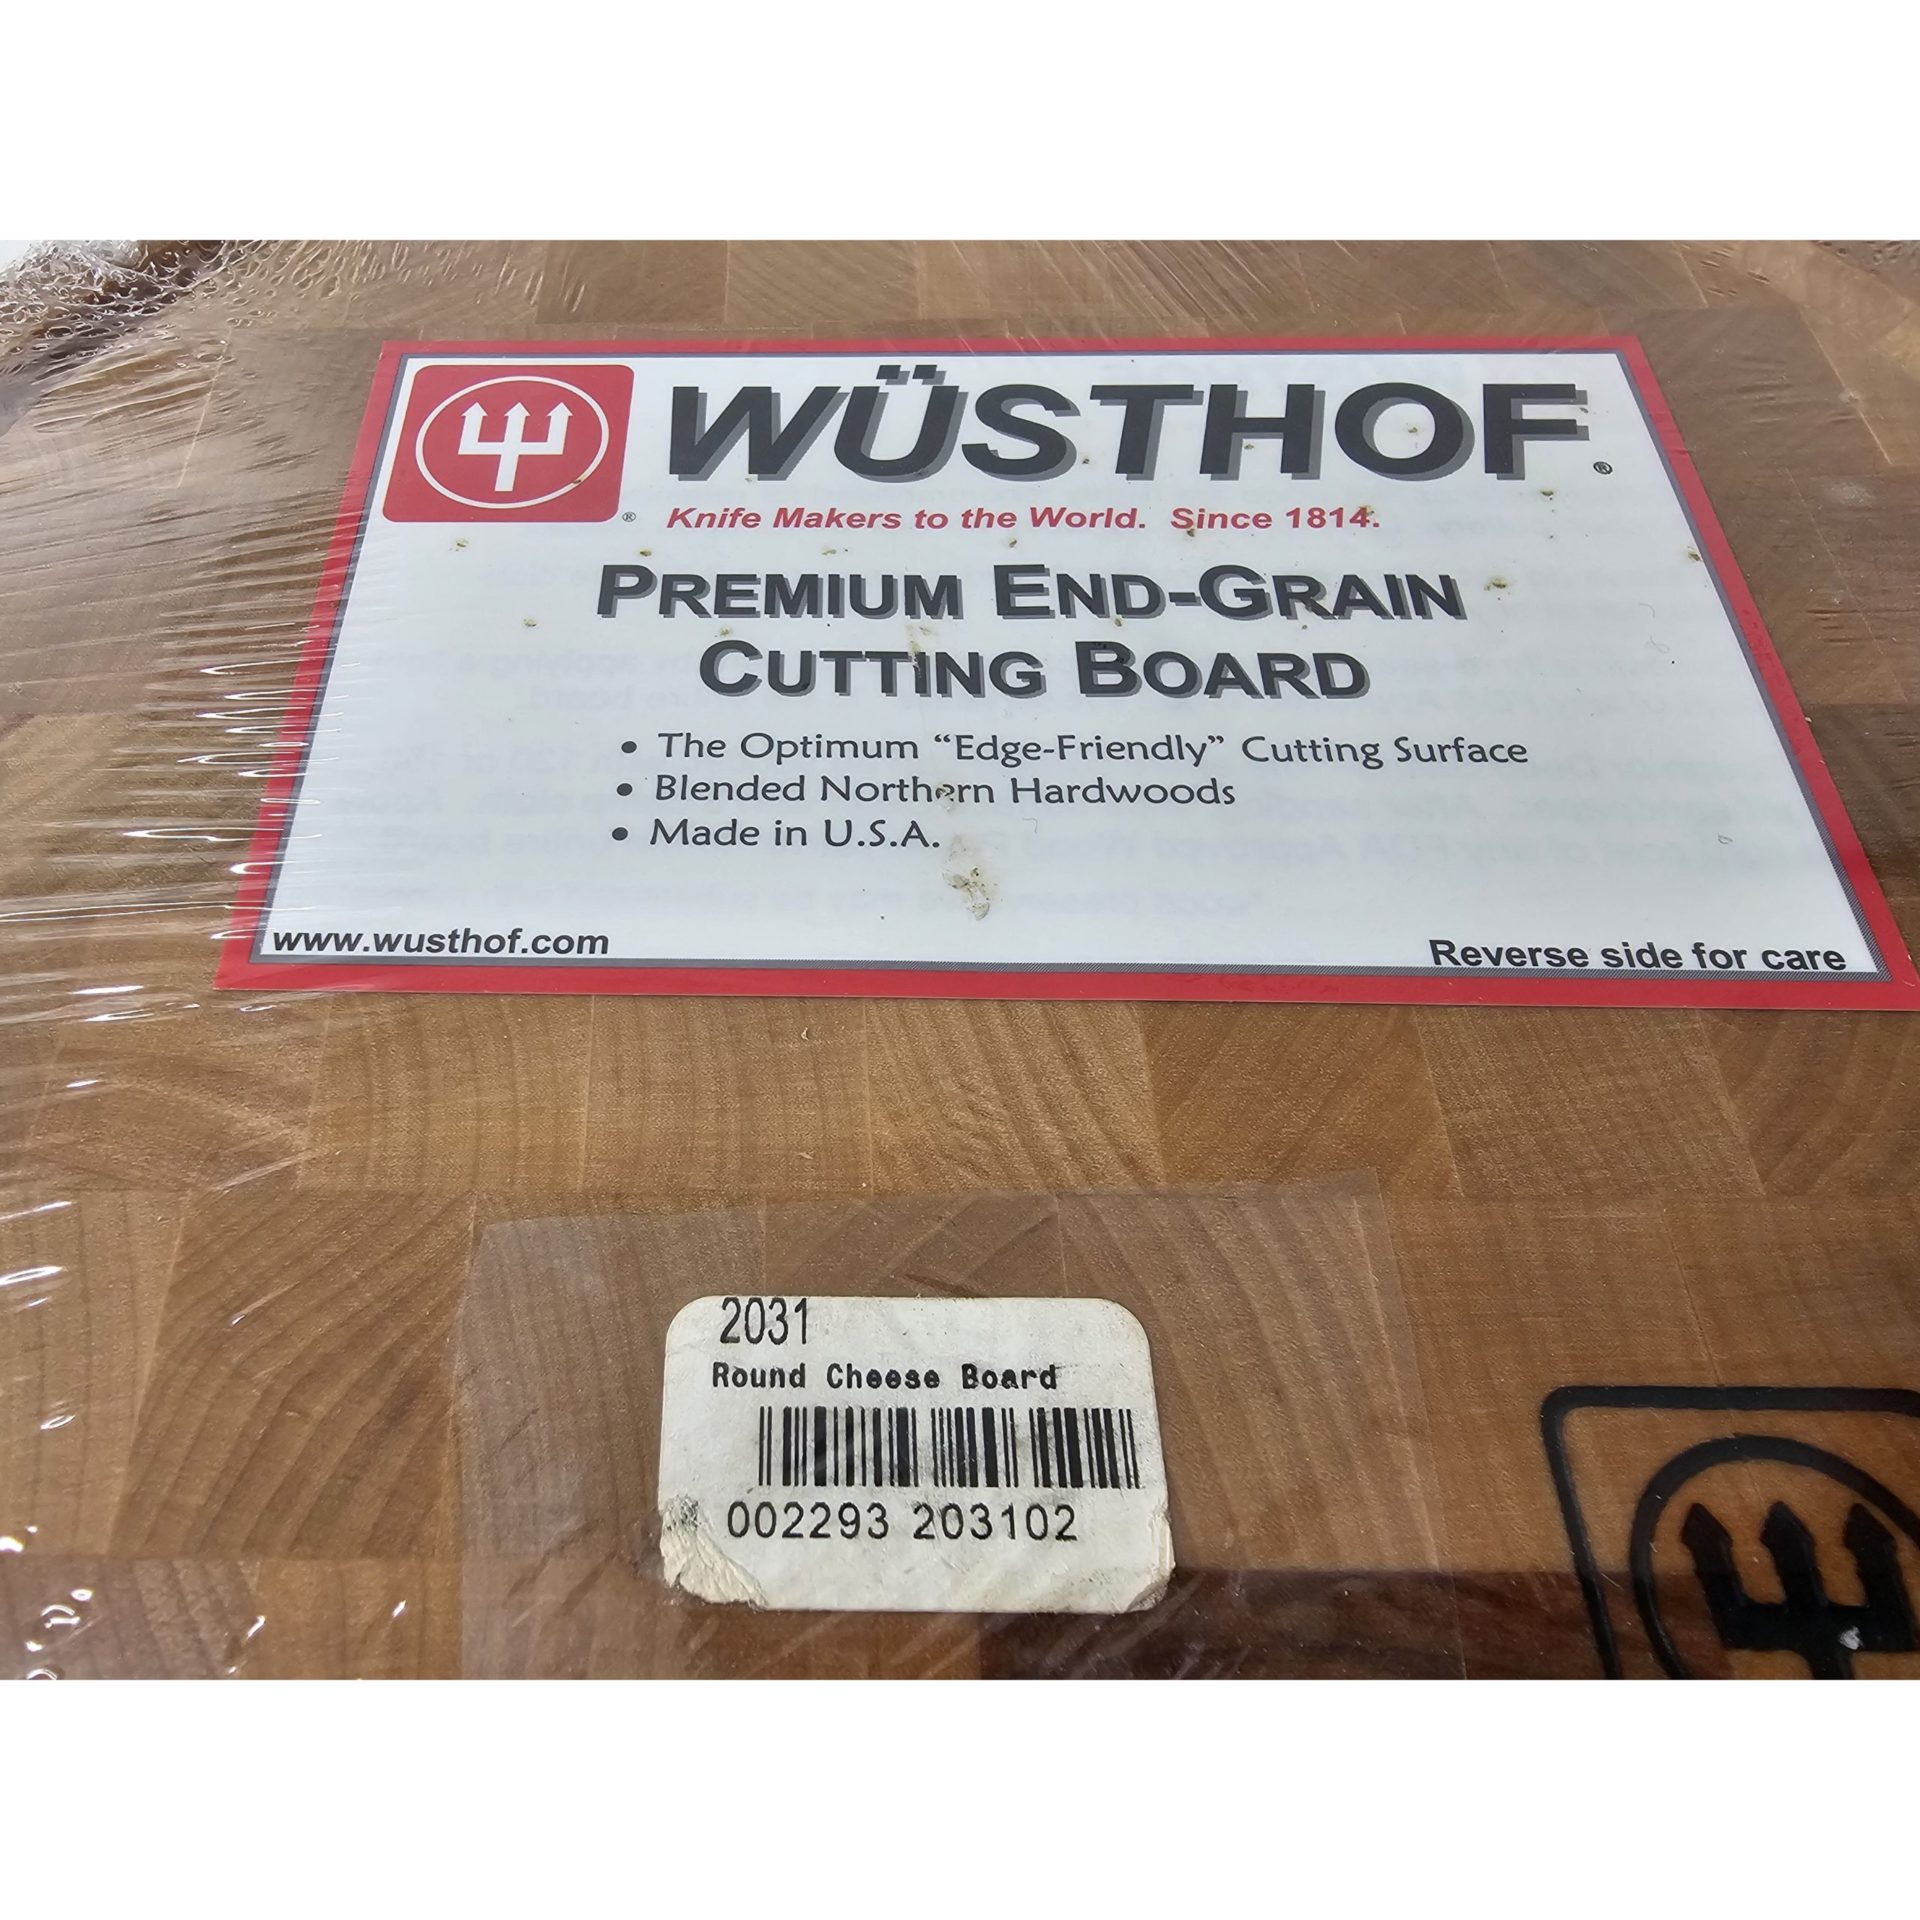 WÜSTHOF®
® Knife Makers to the World. Since 1814.
PREMIUM END-GRAIN
CUTTING BOARD
• The Optimum “Edge-Friendly” Cutting Surface
• Blended Northern Hardwoods
• Made in U.S.A.
www.wusthof.com
Reverse side for care
2031
Round Cheese Board
002293 203102